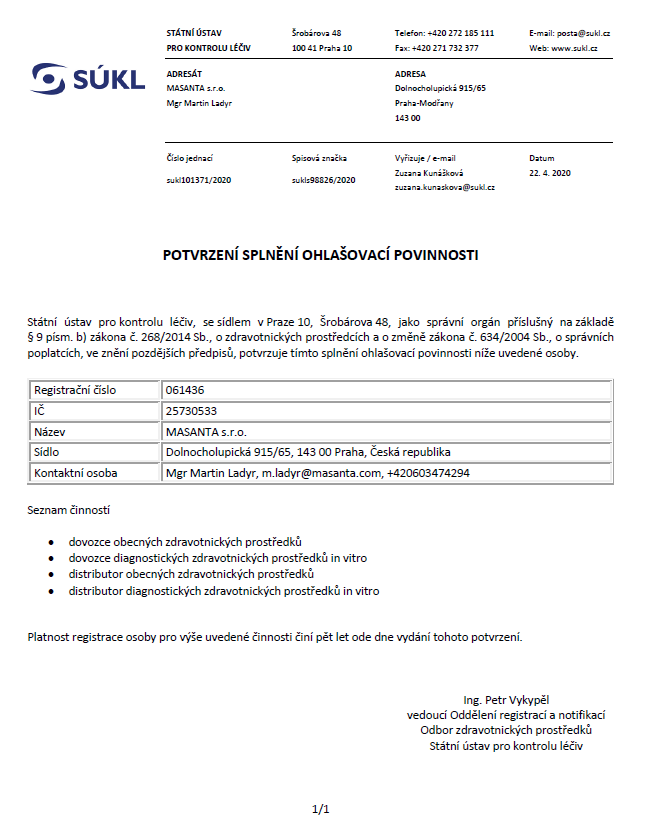 SÚKL
STÁTNÍ ÚSTAV
PRO KONTROLU LÉČIV
Šrobárova 48
100 41 Praha 10
Telefon: +420 272 185 111
Fax: +420 271 732 377
E-mail: posta@sukl.cz
Web: www.sukl.cz
ADRESÁT
MASANTA s.r.o.
Mgr Martin Ladyr
ADRESA
Dolnocholupická 915/65
Praha-Modřany
143 00
Číslo jednací
sukl101371/2020
Spisová značka
sukls98826/2020
Vyřizuje / e-mail
Zuzana Kunášková
zuzana.kunaskova@sukl.cz
Datum
22. 4. 2020
POTVRZENÍ SPLNĚNÍ OHLAŠOVACÍ POVINNOSTI
Státní ústav pro kontrolu léčiv, se sídlem v Praze 10, Šrobárova 48, jako správní orgán příslušný na základě
§ 9 písm. b) zákona č. 268/2014 Sb., o zdravotnických prostředcích a o změně zákona č. 634/2004 Sb., o správních
poplatcích, ve znění pozdějších předpisů, potvrzuje tímto splnění ohlašovací povinnosti níže uvedené osoby.
Registrační číslo 061436
IČ 25730533
Název MASANTA s.r.o.
Sídlo Dolnocholupická 915/65, 143 00 Praha, Česká republika
Kontaktní osoba Mgr Martin Ladyr, m.ladyr@masanta.com, +420603474294
Seznam činností
• dovozce obecných zdravotnických prostředků
• dovozce diagnostických zdravotnických prostředků in vitro
• distributor obecných zdravotnických prostředků
• distributor diagnostických zdravotnických prostředků in vitro
Platnost registrace osoby pro výše uvedené činnosti činí pět let ode dne vydání tohoto potvrzení.
Ing. Petr Vykypěl
vedoucí Oddělení registrací a notifikací
Odbor zdravotnických prostředků
Státní ústav pro kontrolu léčiv
1/1